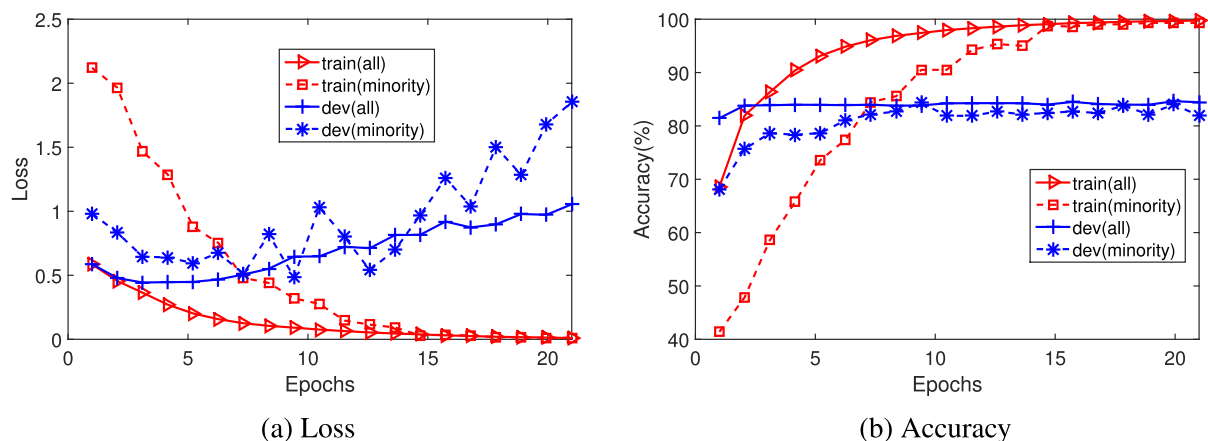 2.5
2
1.5
1
0.5
0
Loss
0 5 10 15 20
Epochs
train(all)
train(minority)
dev(all)
dev(minority)
(a) Loss
100
90
80
70
60
50
40
Accuracy(%)
0 5 10 15 20
Epochs
train(all)
train(minority)
dev(all)
dev(minority)
(b) Accuracy